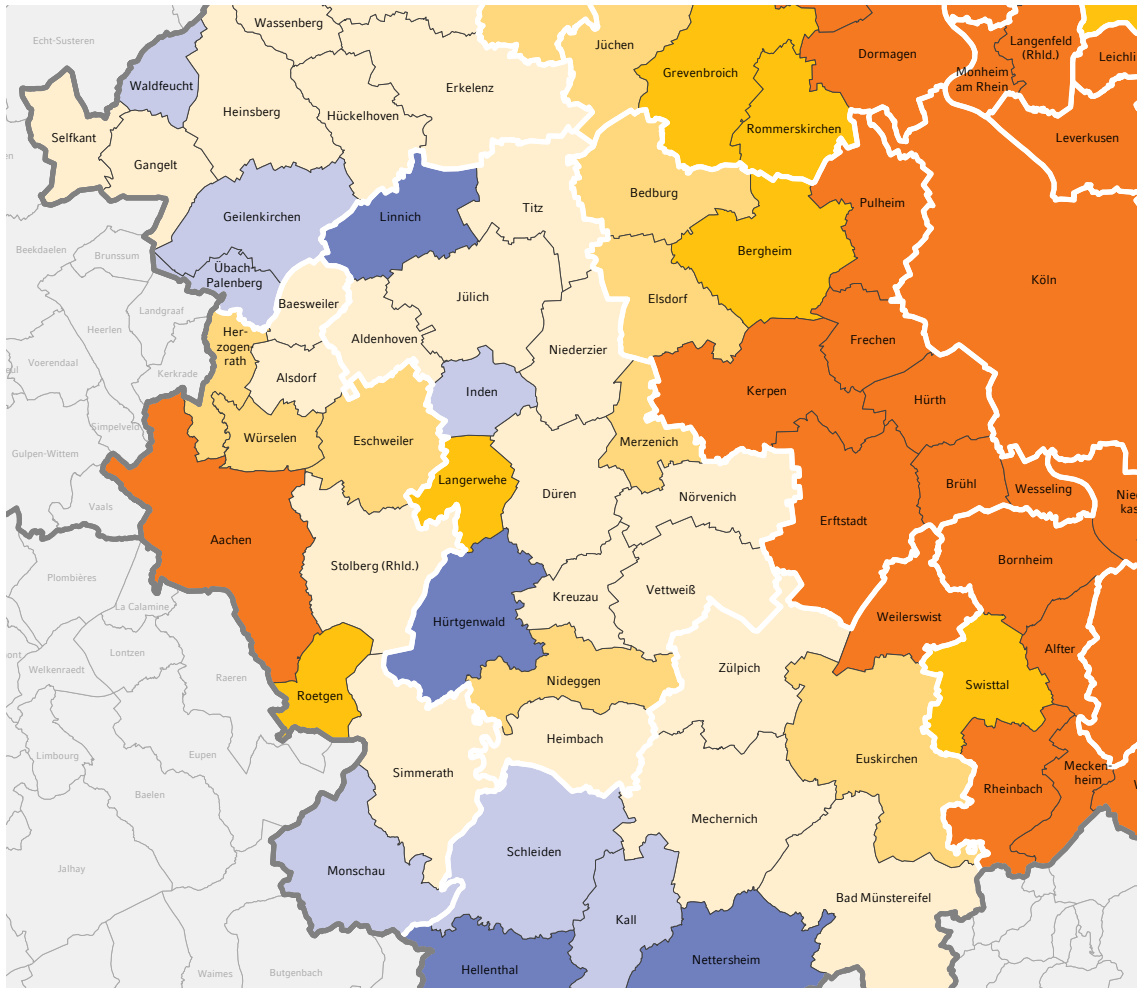 Echt-Susteren
Wassenberg
Jüchen
Dormagen
Langenfeld
(Rhld.)
Leichli
Waldfeucht
Grevenbroich
Monheim
am Rhein
Erkelenz
Heinsberg
Hückelhoven
Rommerskirchen
Leverkusen
Selfkant
Gangelt
Bedburg
Pulheim
Geilenkirchen
Linnich
Titz
Beekdaelen
Brunssum
Bergheim
Übach-
Palenberg
Köln
Baesweiler
Jülich
Elsdorf
Landgraaf
Heerlen
Her-
zogen-
rath
Aldenhoven
Niederzier
Frechen
Voerendaal
Kerkrade
Alsdorf
Inden
Kerpen
Hürth
Simpelveld
Würselen
Eschweiler
Merzenich
Gulpen-Wittem
Langerwehe
Düren
Nörvenich
Brühl
Wesseling
Nied
kas
Vaals
Erftstadt
Aachen
Stolberg (Rhld.)
Bornheim
Plombières
Kreuzau
Vettweiß
La Calamine
Hürtgenwald
Weilerswist
Lontzen
Alfter
mont
Welkenraedt
Raeren
Zülpich
Roetgen
Nideggen
Swisttal
Heimbach
Limbourg
Eupen
Euskirchen
Simmerath
Mecken-
heim
Rheinbach
Baelen
Mechernich
Schleiden
Jalhay
Monschau
Bad Münstereifel
Kall
Nettersheim
Hellenthal
Waimes
Butgenbach